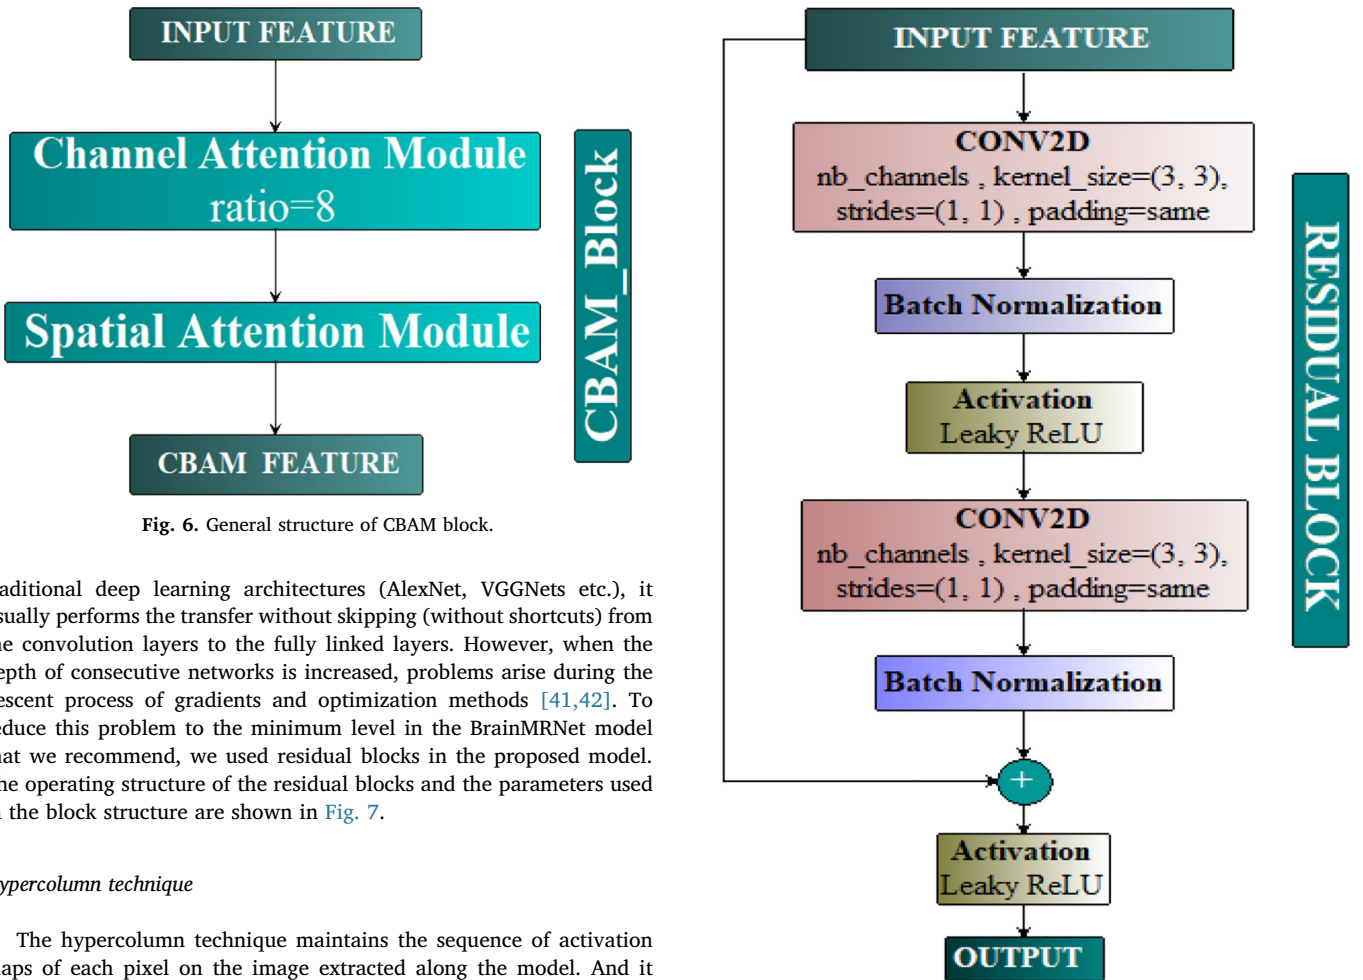 INPUT FEATURE
Channel Attention Module
ratio=8
Spatial Attention Module
CBAM FEATURE
CBAM_Block
Fig. 6. General structure of CBAM block.
aditional deep learning architectures (AlexNet, VGGNets etc.), it
sually performs the transfer without skipping (without shortcuts) from
ne convolution layers to the fully linked layers. However, when the
epth of consecutive networks is increased, problems arise during the
escent process of gradients and optimization methods [41,42]. To
educe this problem to the minimum level in the BrainMRNet model
hat we recommend, we used residual blocks in the proposed model.
he operating structure of the residual blocks and the parameters used
n the block structure are shown in Fig. 7.
ypercolumn technique
The hypercolumn technique maintains the sequence of activation
naps of each pixel on the image extracted along the model. And it
INPUT FEATURE
CONV2D
nb_channels , kernel_size=(3, 3),
strides=(1, 1) , padding=same
Batch Normalization
Activation
Leaky ReLU
CONV2D
nb_channels , kernel_size=(3, 3),
strides=(1, 1) , padding=same
Batch Normalization
+
Activation
Leaky ReLU
OUTPUT
RESIDUAL BLOCK